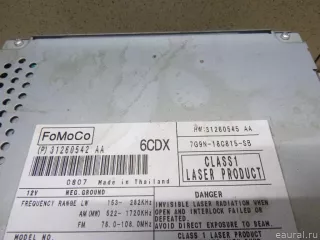 FoMoCo
(P) 31260542 AA
6CDX
HW:31260545 AA
7G9N-18C815-SB
0807 Made in Thailand
CLASS1
LASER PRODUCT
12V NEG.GROUND
FREQUENCY RANGE LW 153- 282KHz
AM(MW) 522- 1720KHz
FM 76.0-108.0MHz
DANGER
INVISIBLE LASER RADIATION WHEN
OPEN AND INTERLOCK FAILED OR
DEFEATED.
AVOID DIRECT EXPOSURE TO BEAM.
MODEL
CLASS 1 LASER PRODUCT
eaural.ru